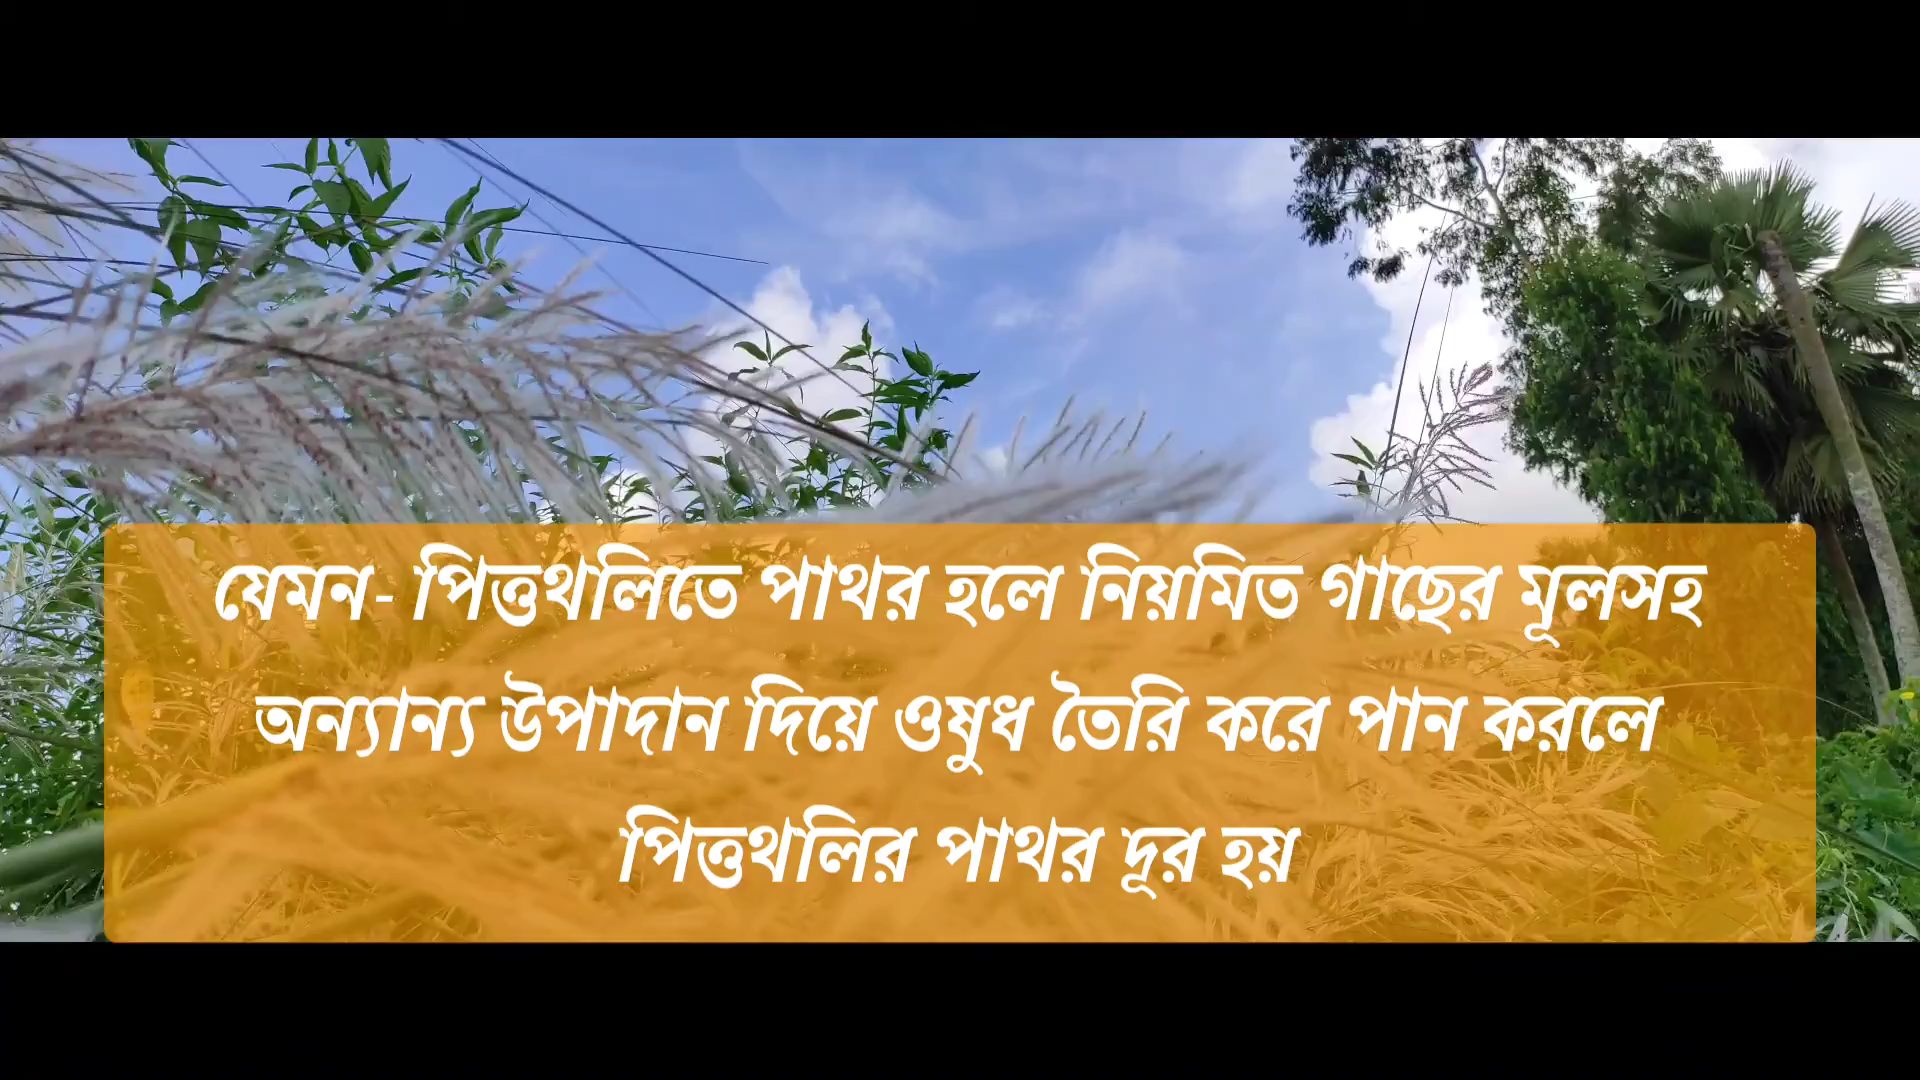 যেমন- পিত্তথলিতে পাথর হলে নিয়মিত গাছের মূলসহ
অন্যান্য উপাদান দিয়ে ওষুধ তৈরি করে পান করলে
পিত্তথলির পাথর দূর হয়